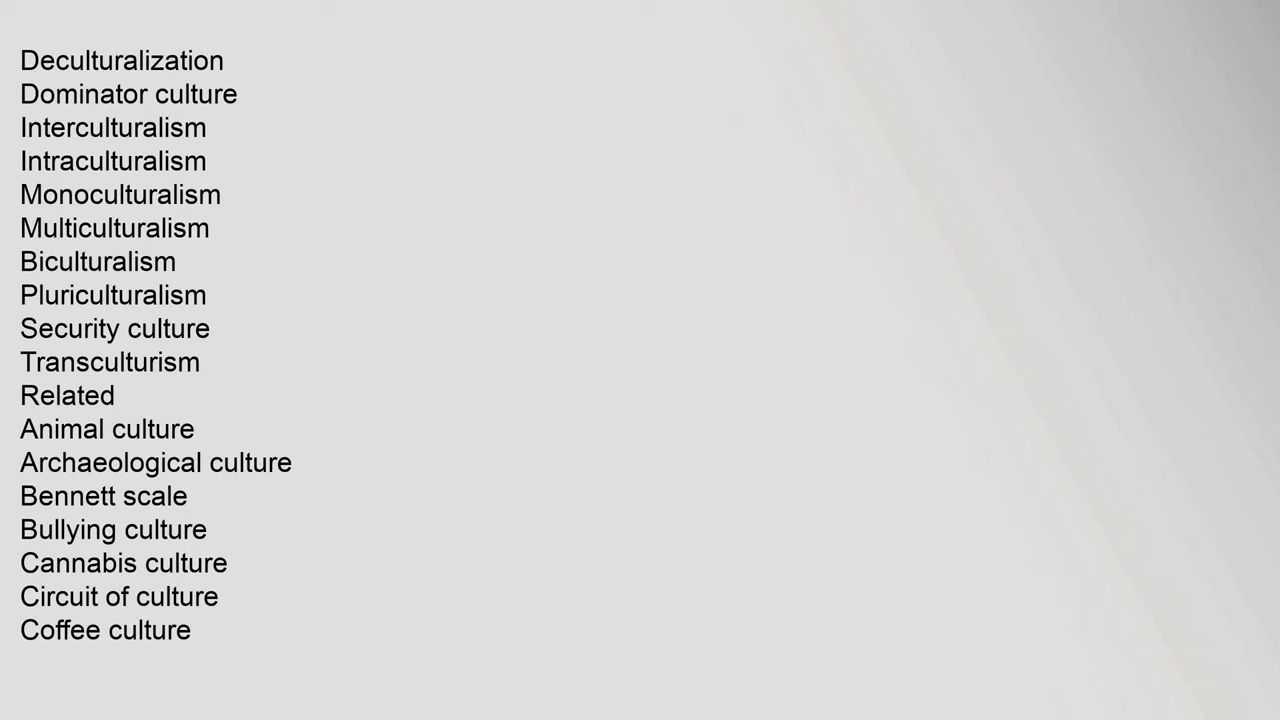 Deculturalization
Dominator culture
Interculturalism
Intraculturalism
Monoculturalism
Multiculturalism
Biculturalism
Pluriculturalism
Security culture
Transculturism
Related
Animal culture
Archaeological culture
Bennett scale
Bullying culture
Cannabis culture
Circuit of culture
Coffee culture